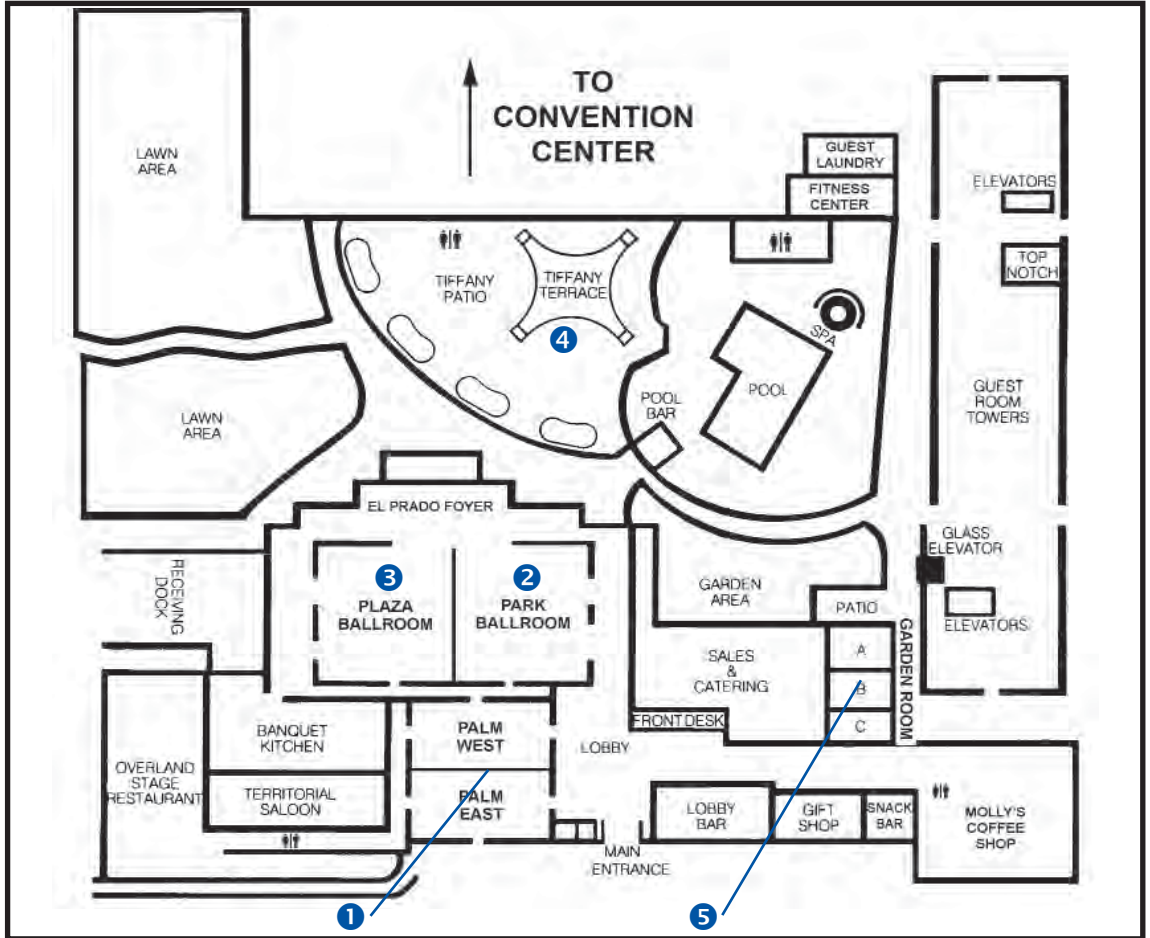 TO
CONVENTION
CENTER
LAWN
AREA
GUEST
LAUNDRY
FITNESS
CENTER
ELEVATORS
TOP
NOTCH
TIFFANY
PATIO
TIFFANY
TERRACE
4
SPA
POOL
POOL
BAR
GUEST
ROOM
TOWERS
LAWN
AREA
EL PRADO FOYER
GLASS
ELEVATOR
RECEIVING
DOCK
3
PLAZA
BALLROOM
2
PARK
BALLROOM
GARDEN
AREA
PATIO
ELEVATORS
GARDEN ROOM
A
B
C
SALES
&
CATERING
FRONT DESK
LOBBY
BANQUET
KITCHEN
PALM
WEST
OVERLAND
STAGE
RESTAURANT
TERRITORIAL
SALOON
PALM
EAST
LOBBY
BAR
GIFT
SHOP
SNACK
BAR
MOLLY'S
COFFEE
SHOP
MAIN
ENTRANCE
1
5